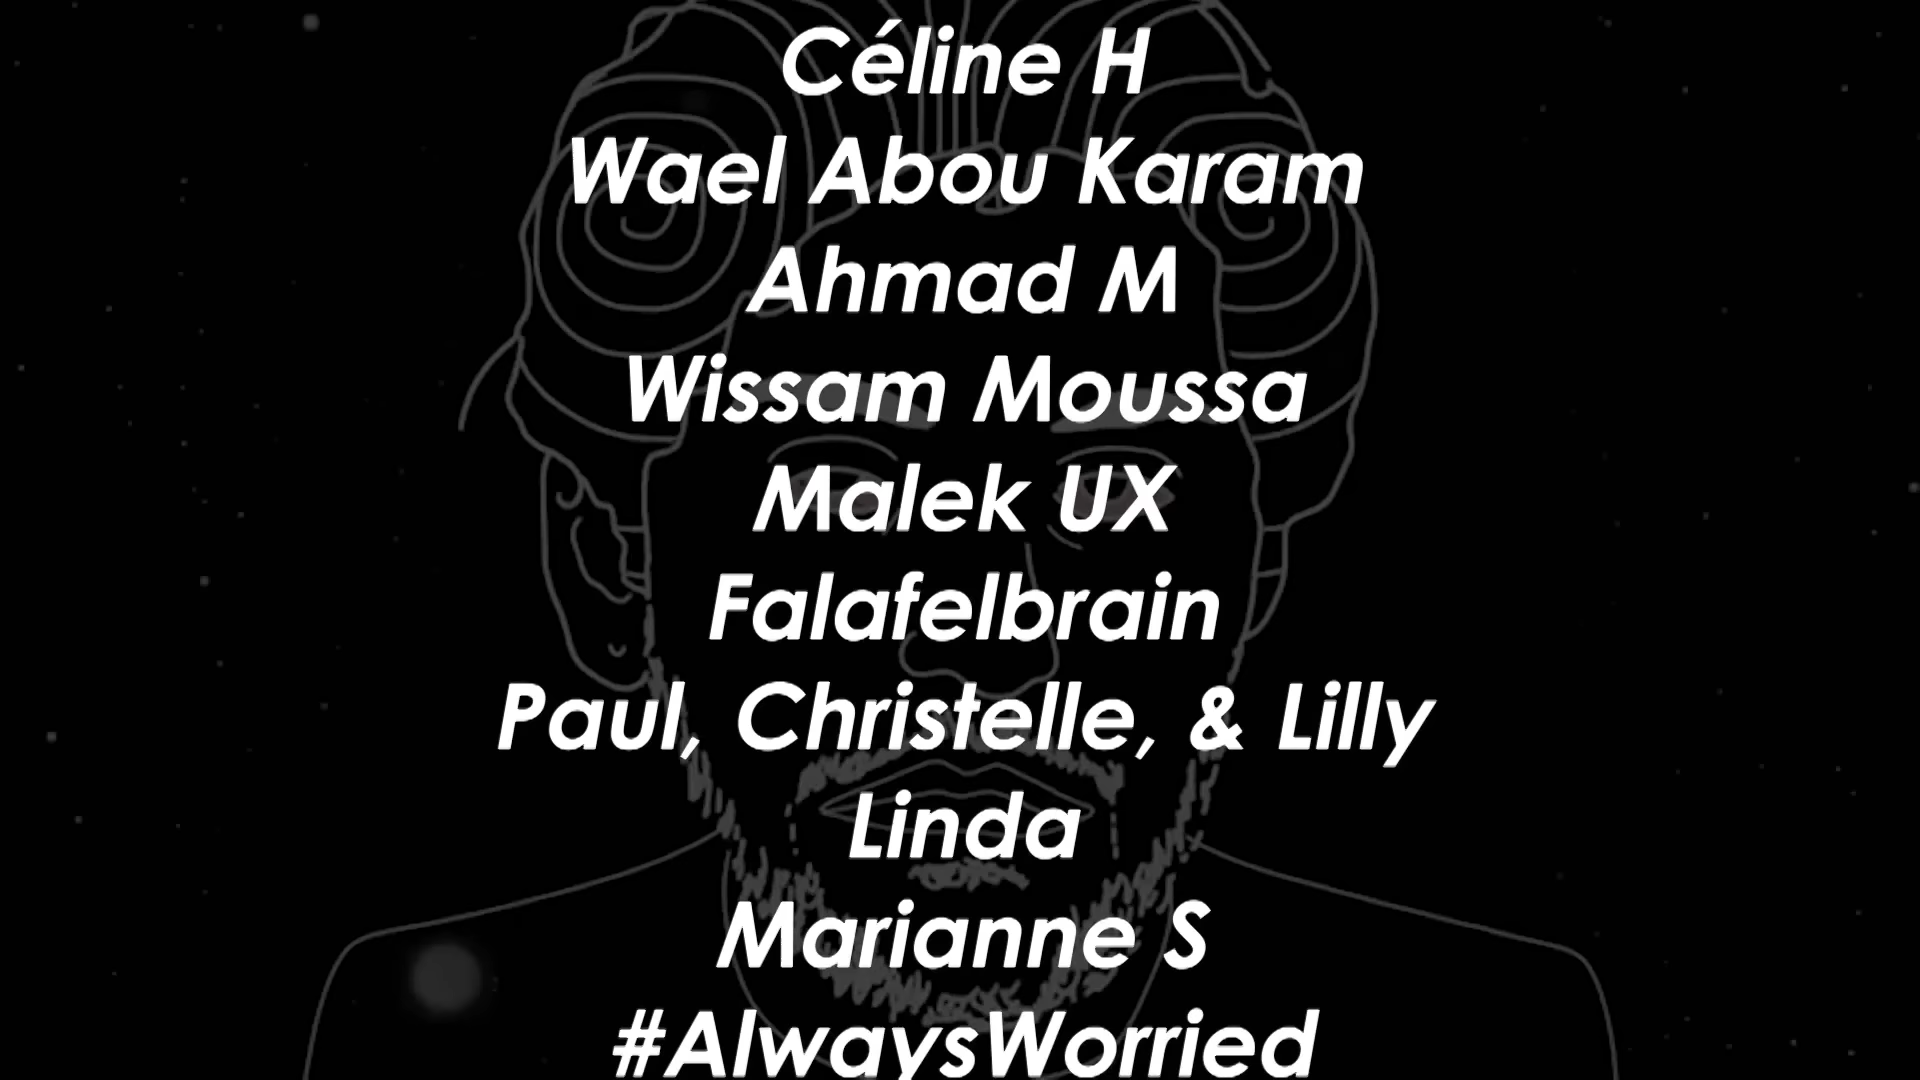 Céline H
Wael Abou Karam
Ahmad M
Wissam Moussa
Malek UX
Falafelbrain
Paul, Christelle, & Lilly
Linda
Marianne S
#AlwaysWorried